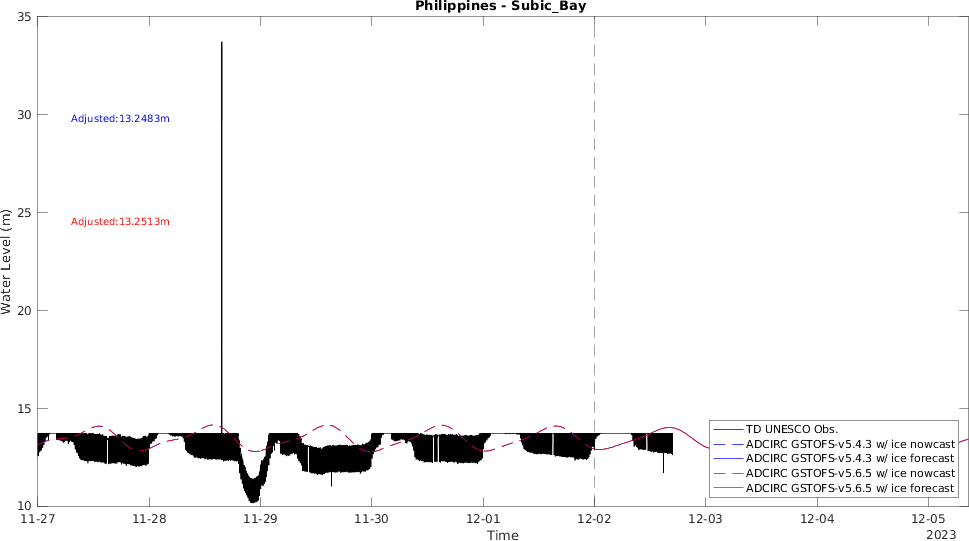 Philippines - Subic_Bay
35
30
25
20
15
10
Water Level (m)
Adjusted:13.2483m
Adjusted:13.2513m
TD UNESCO Obs.
ADCIRC GSTOFS-v5.4.3 w/ ice nowcast
ADCIRC GSTOFS-v5.4.3 w/ ice forecast
ADCIRC GSTOFS-v5.6.5 w/ ice nowcast
ADCIRC GSTOFS-v5.6.5 w/ ice forecast
11-27 11-28 11-29 11-30 12-01 12-02 12-03 12-04 12-05
Time
2023